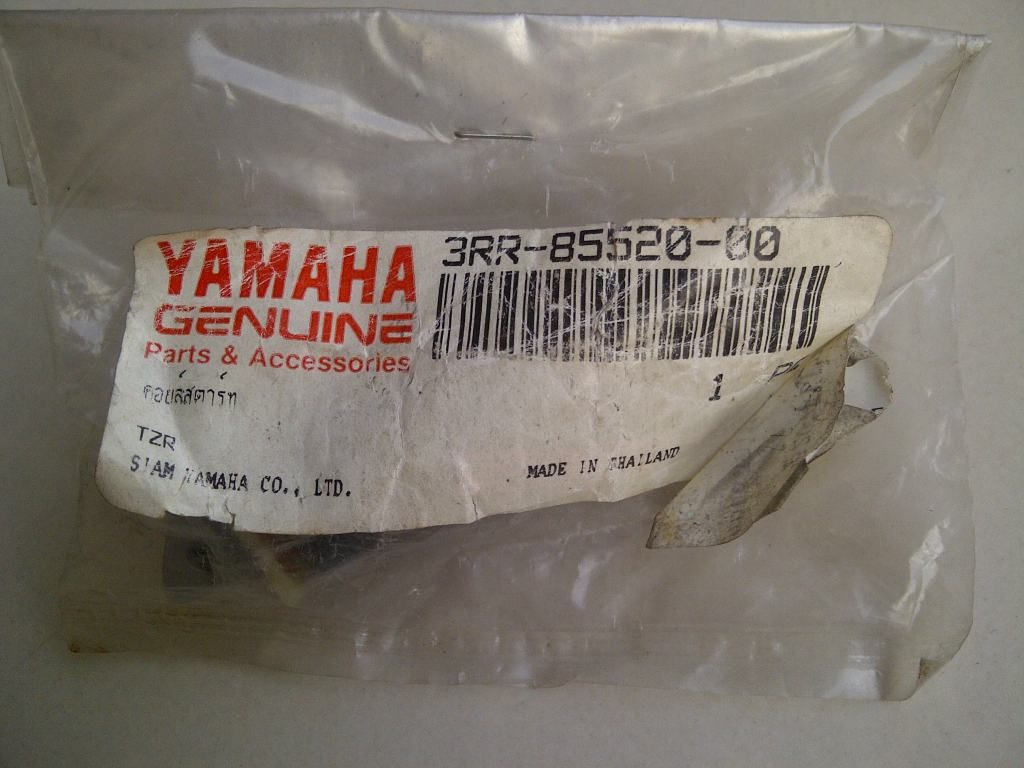 YAMAHA
GENUINE
Parts & Accessories
3RR-85520-00
1
คอยล์สตาร์ท
TZR
SIAM YAMAHA CO., LTD.
MADE IN THAILAND